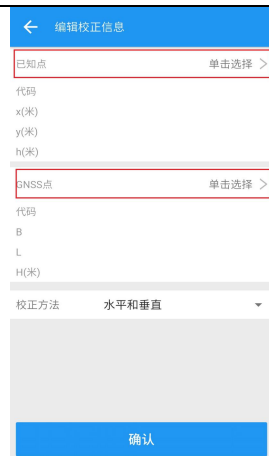 编辑校正信息
已知点 单击选择
代码
x(米)
y(米)
h(米)
GNSS点 单击选择
代码
B
L
H(米)
校正方法 水平和垂直
确认